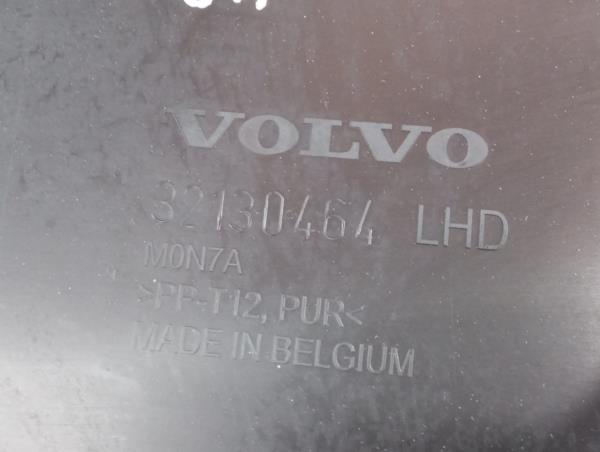 VOLVO
32130464 LHD
M0N7A
>PP-T12, PUR<
MADE IN BELGIUM